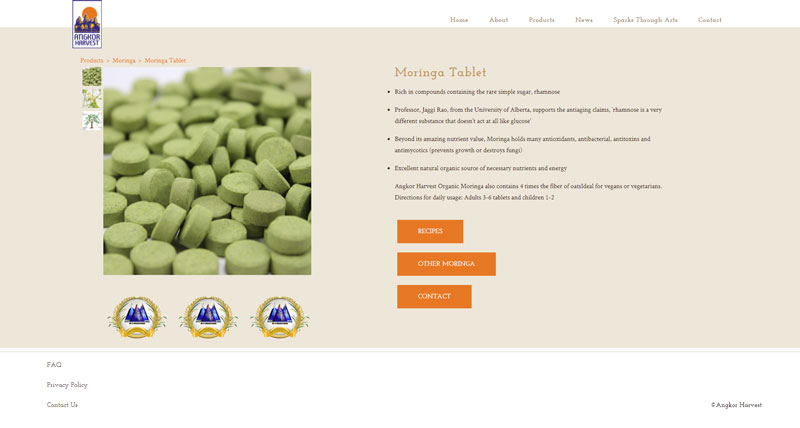 ANGKOR
HARVEST
Home About Products News Sparks Through Arts Contact
Products » Moringa » Moringa Tablet
Moringa Tablet
Rich in compounds containing the rare simple sugar, rhamnose
Professor, Jaggi Rao, from the University of Alberta, supports the antiaging claims, 'rhamnose is a very
different substance that doesn't act at all like glucose'
Beyond its amazing nutrient value, Moringa holds many antioxidants, antibacterial, antitoxins and
antimycotics (prevents growth or destroys fungi)
Excellent natural organic source of necessary nutrients and energy
Angkor Harvest Organic Moringa also contains 4 times the fiber of oatsIdeal for vegans or vegetarians.
Directions for daily usage: Adults 3-6 tablets and children 1-2
RECIPES
OTHER MORINGA
CONTACT
FAQ
Privacy Policy
Contact Us
©Angkor Harvest